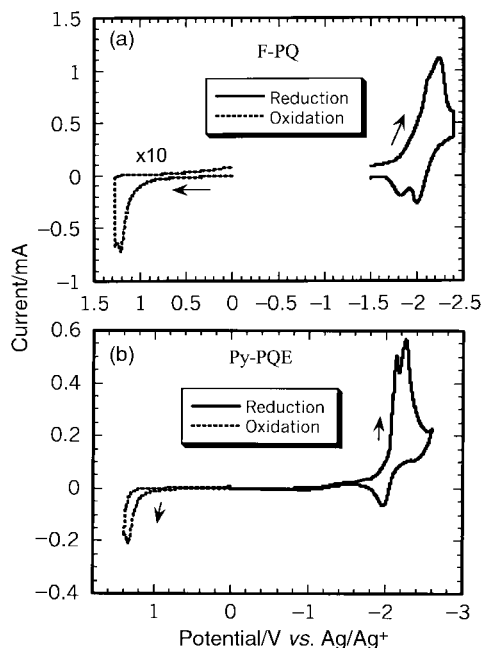 (a)
F-PQ
Reduction
Oxidation
x10
1.5
1
0.5
0
−0.5
−1
1.5 1 0.5 0 −0.5 −1 −1.5 −2 −2.5
Current/mA
(b)
Py-PQE
Reduction
Oxidation
0.6
0.4
0.2
0
−0.2
−0.4
1 0 −1 −2 −3
Potential/V vs. Ag/Ag⁺